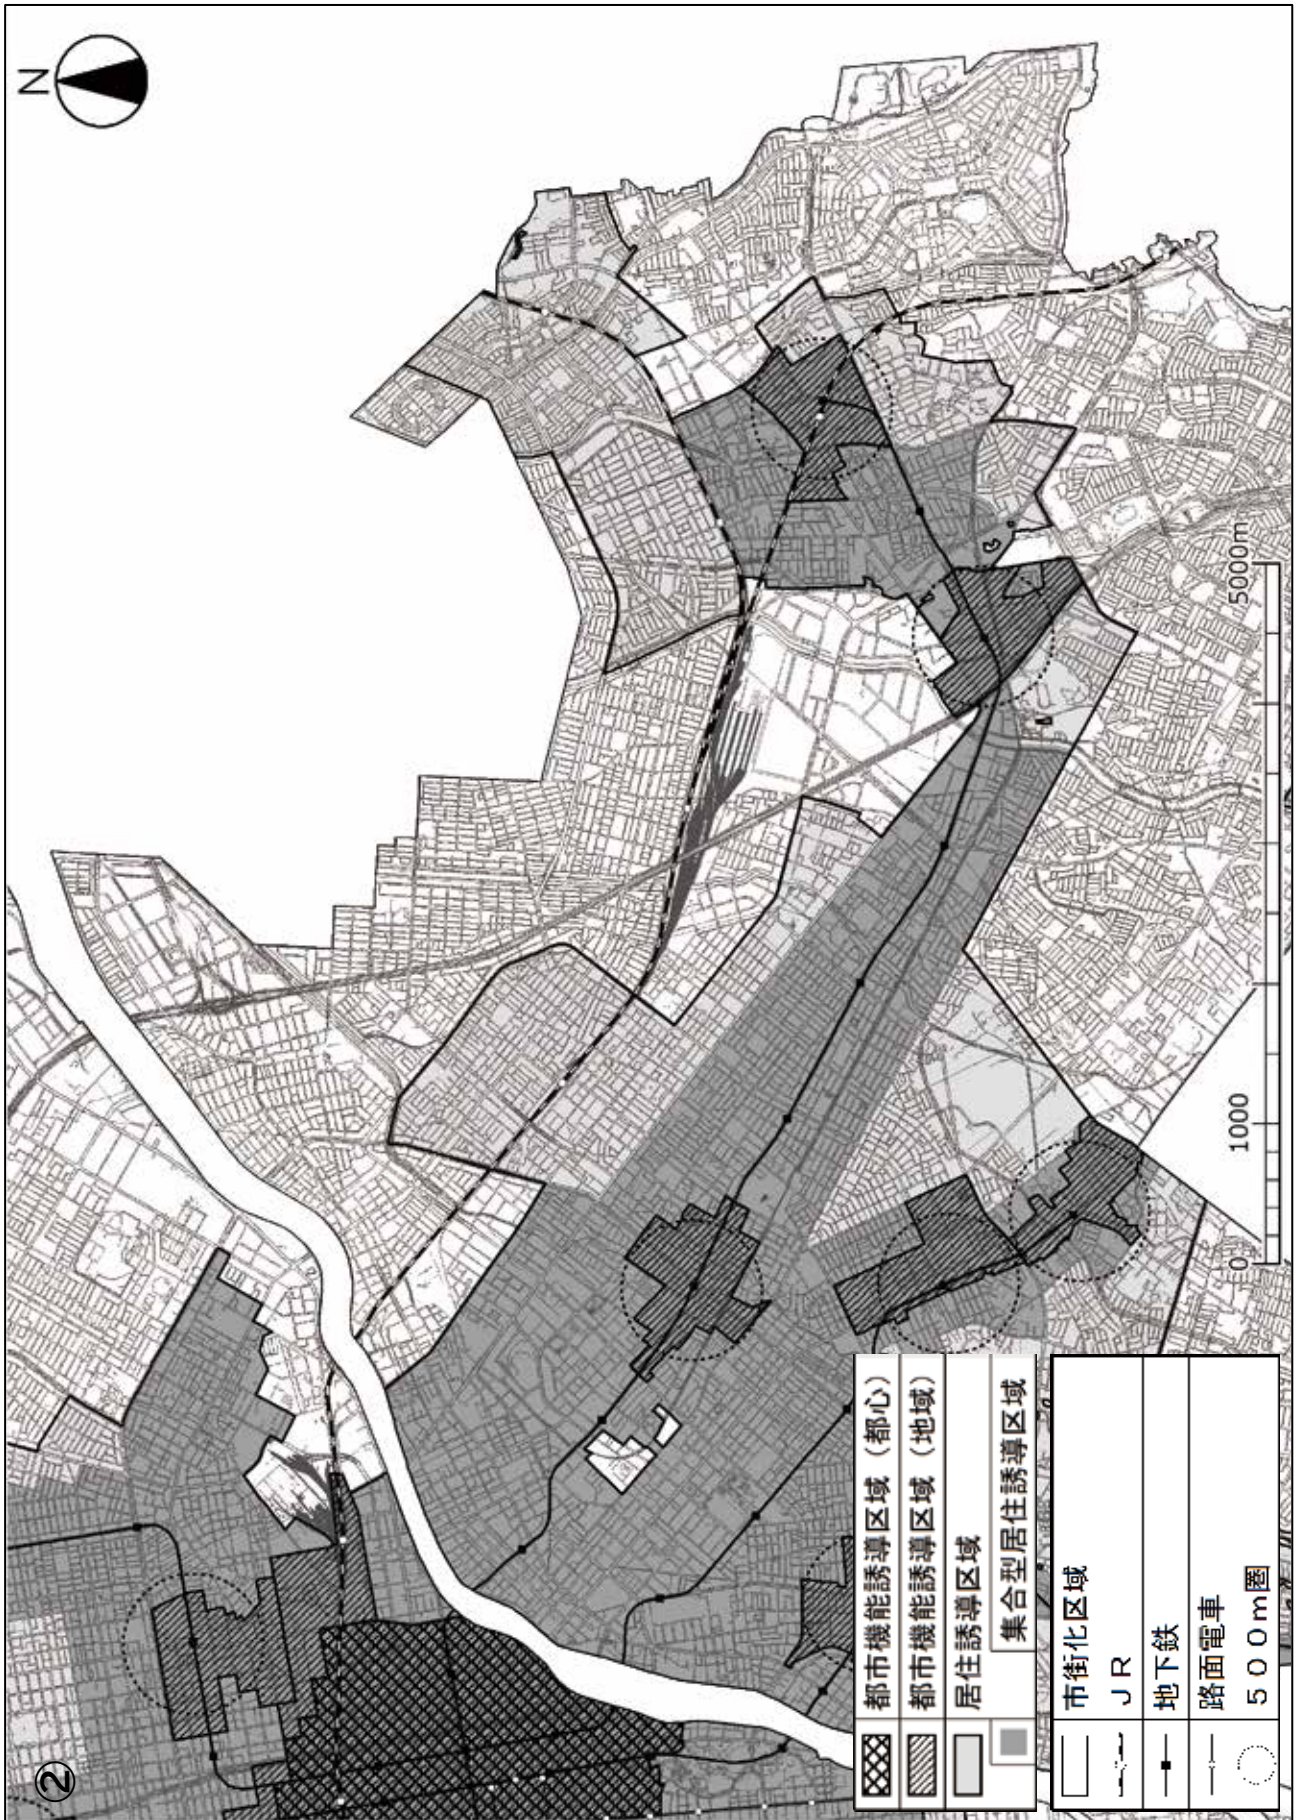 N
②
都市機能誘導区域（都心）
都市機能誘導区域（地域）
居住誘導区域
集合型居住誘導区域
市街化区域
ＪＲ
地下鉄
路面電車
５００ｍ圏
0 1000 5000m